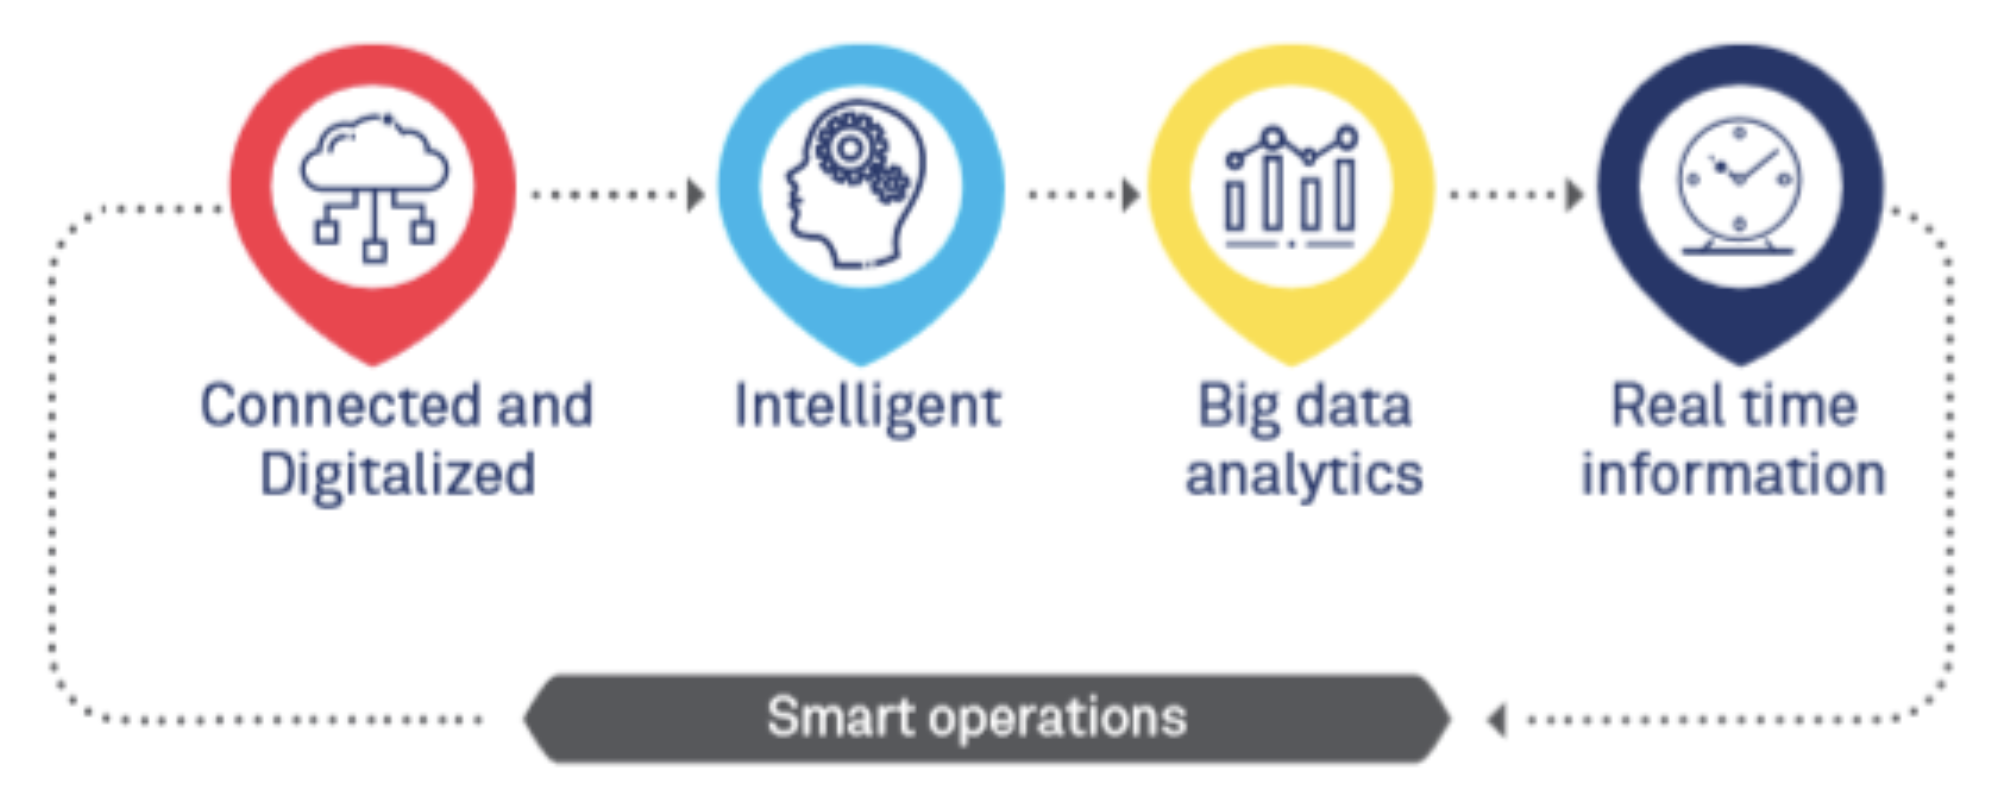 Connected and
Digitalized
Intelligent
Big data
analytics
Real time
information
Smart operations